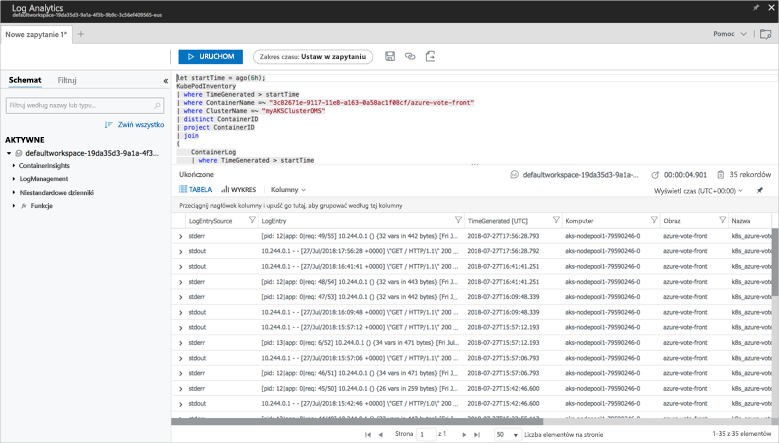 Log Analytics
defaultworkspace-19da35d3-9a1a-4f3b-9b9c-3c56ef409565-eus
Nowe zapytanie 1* +
Pomoc
URUCHOM
Zakres czasu: Ustaw w zapytaniu
Schemat Filtruj «
Filtruj według nazwy lub typu...
Zwiń wszystko
AKTYWNE
defaultworkspace-19da35d3-9a1a-4f3...
ContainerInsights
LogManagement
Niestandardowe dzienniki
fx Funkcje
let startTime = ago(6h);
KubePodInventory
| where TimeGenerated > startTime
| where ContainerName =~ "3c82671e-9117-11e8-a163-0a58ac1f08cf/azure-vote-front"
| where ClusterName =~ "myAKSClusterOMS"
| distinct ContainerID
| project ContainerID
| join
(
ContainerLog
| where TimeGenerated > startTime
...
Ukończone
defaultworkspace-19da35d3-9a1a-4f3b-... 00:00:04.901 35 rekordów
TABELA WYKRES Kolumny
Wyświetl czas (UTC+00:00)
Przeciągnij nagłówek kolumny i upuść go tutaj, aby grupować według tej kolumny
LogEntrySource LogEntry TimeGenerated [UTC] Komputer Obraz Nazwa
stderr [pid: 12|app: 0|req: 49/55] 10.244.0.1 () {32 vars in 442 bytes} [Fri J... 2018-07-27T17:56:28.793 aks-nodepool1-79590246-0 azure-vote-front k8s_azure-vote
stdout 10.244.0.1 - - [27/Jul/2018:17:56:28 +0000] \"GET / HTTP/1.1\" 200 ... 2018-07-27T17:56:28.793 aks-nodepool1-79590246-0 azure-vote-front k8s_azure-vote
stdout 10.244.0.1 - - [27/Jul/2018:16:41:41 +0000] \"GET / HTTP/1.1\" 200 ... 2018-07-27T16:41:41.251 aks-nodepool1-79590246-0 azure-vote-front k8s_azure-vote
stderr [pid: 12|app: 0|req: 48/54] 10.244.0.1 () {32 vars in 443 bytes} [Fri J... 2018-07-27T16:41:41.251 aks-nodepool1-79590246-0 azure-vote-front k8s_azure-vote
stderr [pid: 12|app: 0|req: 47/53] 10.244.0.1 () {32 vars in 442 bytes} [Fri J... 2018-07-27T16:09:48.339 aks-nodepool1-79590246-0 azure-vote-front k8s_azure-vote
stdout 10.244.0.1 - - [27/Jul/2018:16:09:48 +0000] \"GET / HTTP/1.1\" 200 ... 2018-07-27T16:09:48.339 aks-nodepool1-79590246-0 azure-vote-front k8s_azure-vote
stdout 10.244.0.1 - - [27/Jul/2018:15:57:12 +0000] \"GET / HTTP/1.1\" 200 ... 2018-07-27T15:57:12.193 aks-nodepool1-79590246-0 azure-vote-front k8s_azure-vote
stderr [pid: 13|app: 0|req: 6/52] 10.244.0.1 () {34 vars in 471 bytes} [Fri Jul... 2018-07-27T15:57:12.193 aks-nodepool1-79590246-0 azure-vote-front k8s_azure-vote
stdout 10.244.0.1 - - [27/Jul/2018:15:57:06 +0000] \"GET / HTTP/1.1\" 200 ... 2018-07-27T15:57:06.793 aks-nodepool1-79590246-0 azure-vote-front k8s_azure-vote
stderr [pid: 12|app: 0|req: 46/51] 10.244.0.1 () {34 vars in 471 bytes} [Fri J... 2018-07-27T15:57:06.793 aks-nodepool1-79590246-0 azure-vote-front k8s_azure-vote
stderr [pid: 12|app: 0|req: 45/50] 10.244.0.1 () {26 vars in 259 bytes} [Fri J... 2018-07-27T15:42:46.600 aks-nodepool1-79590246-0 azure-vote-front k8s_azure-vote
stdout 10.244.0.1 - - [27/Jul/2018:15:42:46 +0000] \"GET / HTTP/1.0\" 200 ... 2018-07-27T15:42:46.600 aks-nodepool1-79590246-0 azure-vote-front k8s_azure-vote
Strona 1 z 1 50 Liczba elementów na stronie 1–35 z 35 elementów